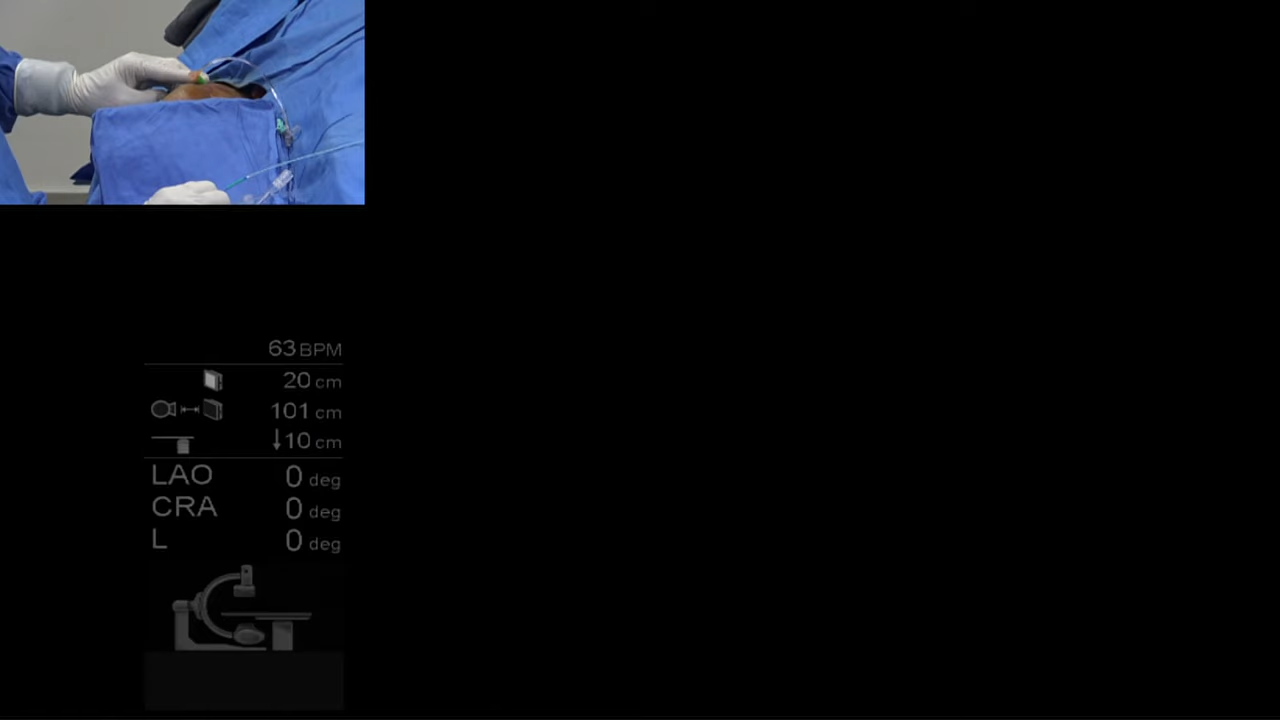 63 BPM
20 cm
101 cm
↓10 cm
LAO 0 deg
CRA 0 deg
L 0 deg